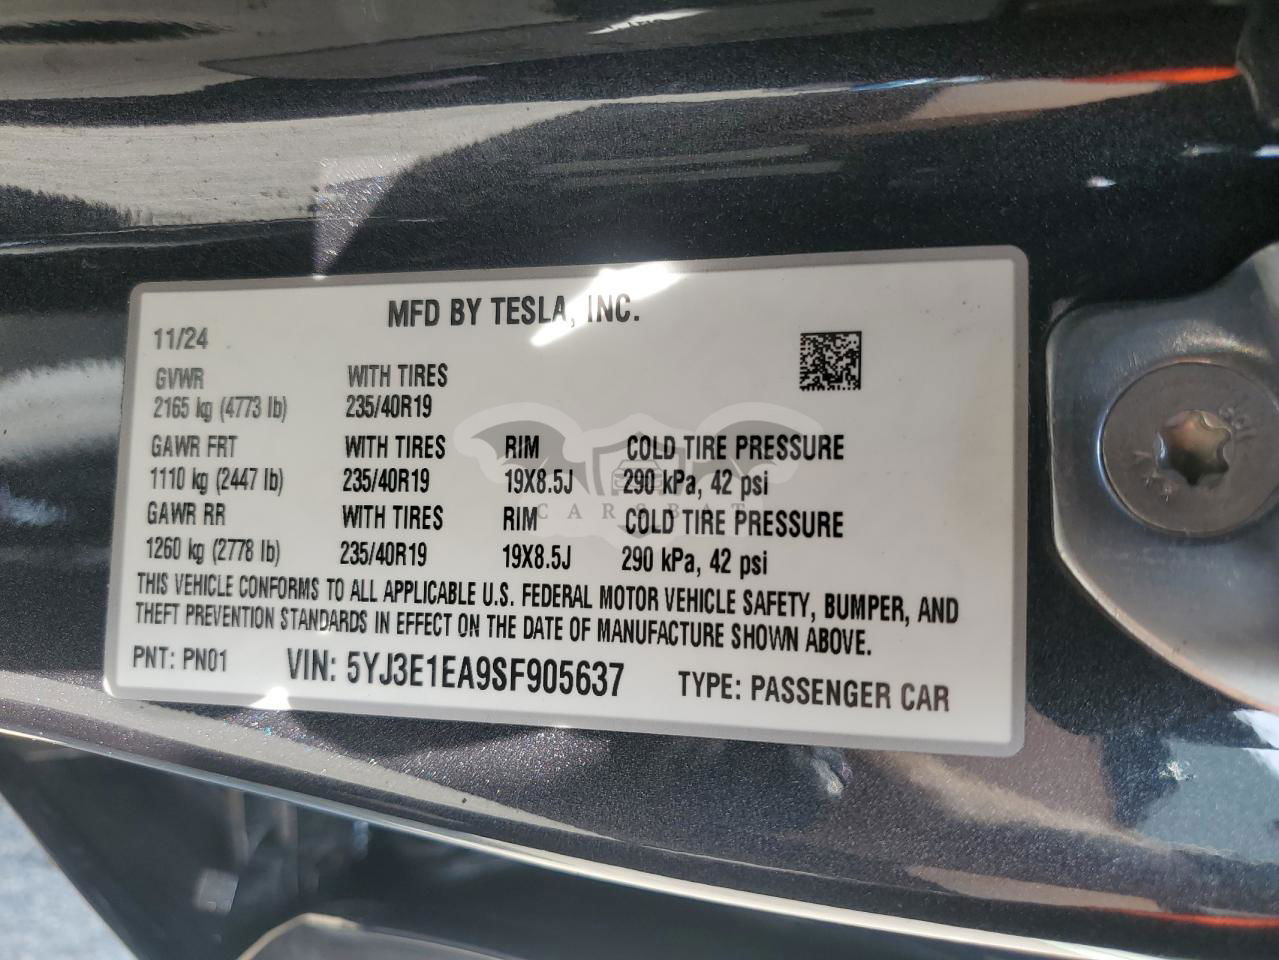 MFD BY TESLA, INC.
11/24
GVWR WITH TIRES
2165 kg (4773 lb) 235/40R19
GAWR FRT WITH TIRES RIM COLD TIRE PRESSURE
1110 kg (2447 lb) 235/40R19 19X8.5J 290 kPa, 42 psi
GAWR RR WITH TIRES RIM COLD TIRE PRESSURE
1260 kg (2778 lb) 235/40R19 19X8.5J 290 kPa, 42 psi
THIS VEHICLE CONFORMS TO ALL APPLICABLE U.S. FEDERAL MOTOR VEHICLE SAFETY, BUMPER, AND
THEFT PREVENTION STANDARDS IN EFFECT ON THE DATE OF MANUFACTURE SHOWN ABOVE.
PNT: PN01 VIN: 5YJ3E1EA9SF905637 TYPE: PASSENGER CAR
CARSBAT